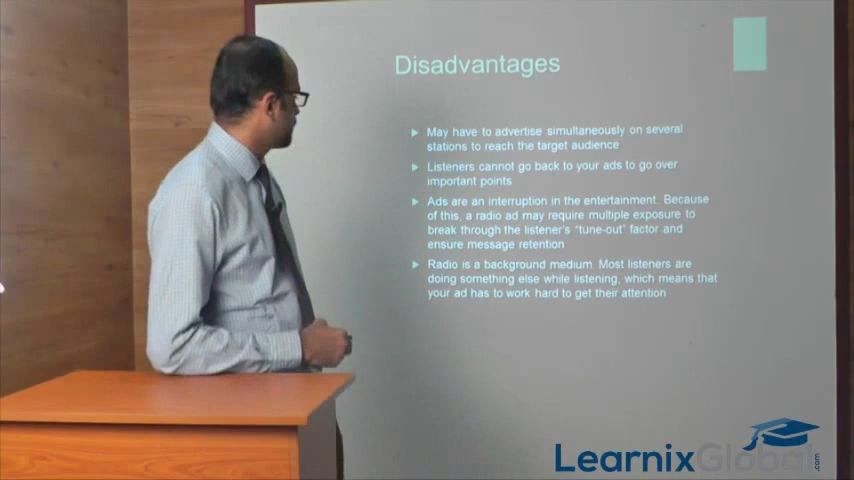 Disadvantages
May have to advertise simultaneously on several
stations to reach the target audience
Listeners cannot go back to your ads to go over
important points
Ads are an interruption in the entertainment. Because
of this, a radio ad may require multiple exposure to
break through the listener's "tune-out" factor and
ensure message retention
Radio is a background medium. Most listeners are
doing something else while listening, which means that
your ad has to work hard to get their attention
LearnixGlobal.com